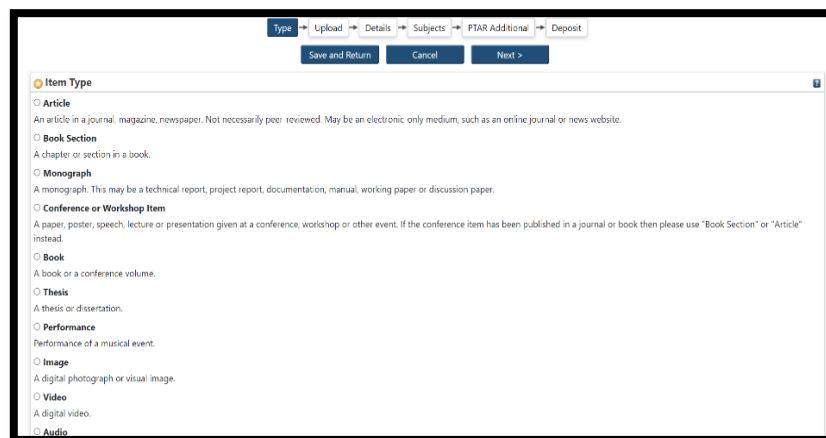 Type Upload Details Subjects PTAR Additional Deposit
Save and Return Cancel Next >
Item Type ?
Article
An article in a journal, magazine, newspaper. Not necessarily peer-reviewed. May be an electronic-only medium, such as an online journal or news website.
Book Section
A chapter or section in a book.
Monograph
A monograph. This may be a technical report, project report, documentation, manual, working paper or discussion paper.
Conference or Workshop Item
A paper, poster, speech, lecture or presentation given at a conference, workshop or other event. If the conference item has been published in a journal or book then please use "Book Section" or "Article"
instead.
Book
A book or a conference volume.
Thesis
A thesis or dissertation.
Performance
Performance of a musical event.
Image
A digital photograph or visual image.
Video
A digital video.
Audio